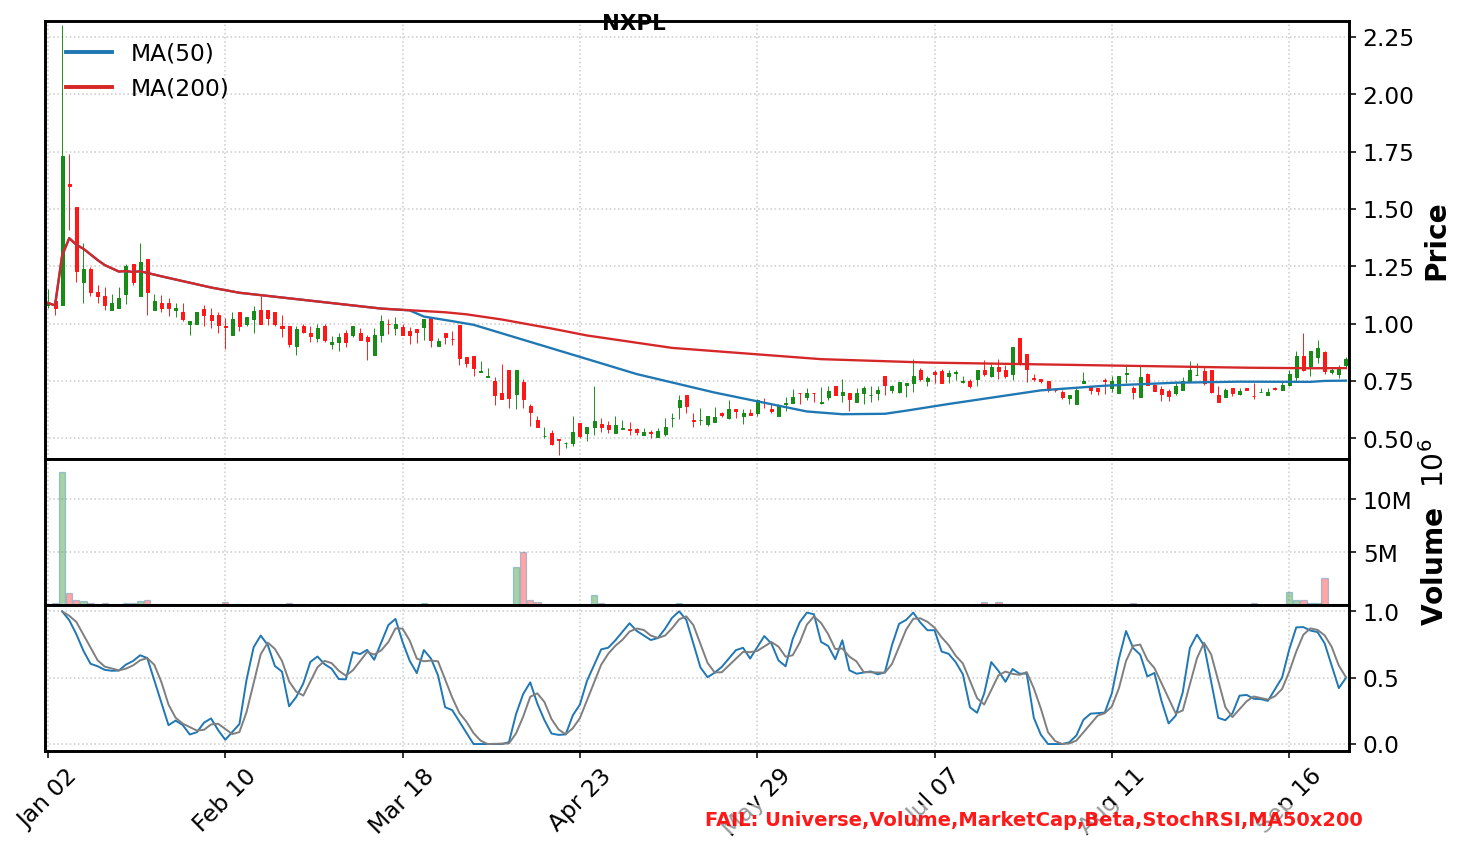 NXPL
MA(50)
MA(200)
2.25
2.00
1.75
1.50
1.25
1.00
0.75
0.50
Price
10M
5M
Volume 10^6
1.0
0.5
0.0
Jan 02
Feb 10
Mar 18
Apr 23
May 29
Jul 07
Aug 11
Sep 16
FAIL: Universe,Volume,MarketCap,Beta,StochRSI,MA50x200